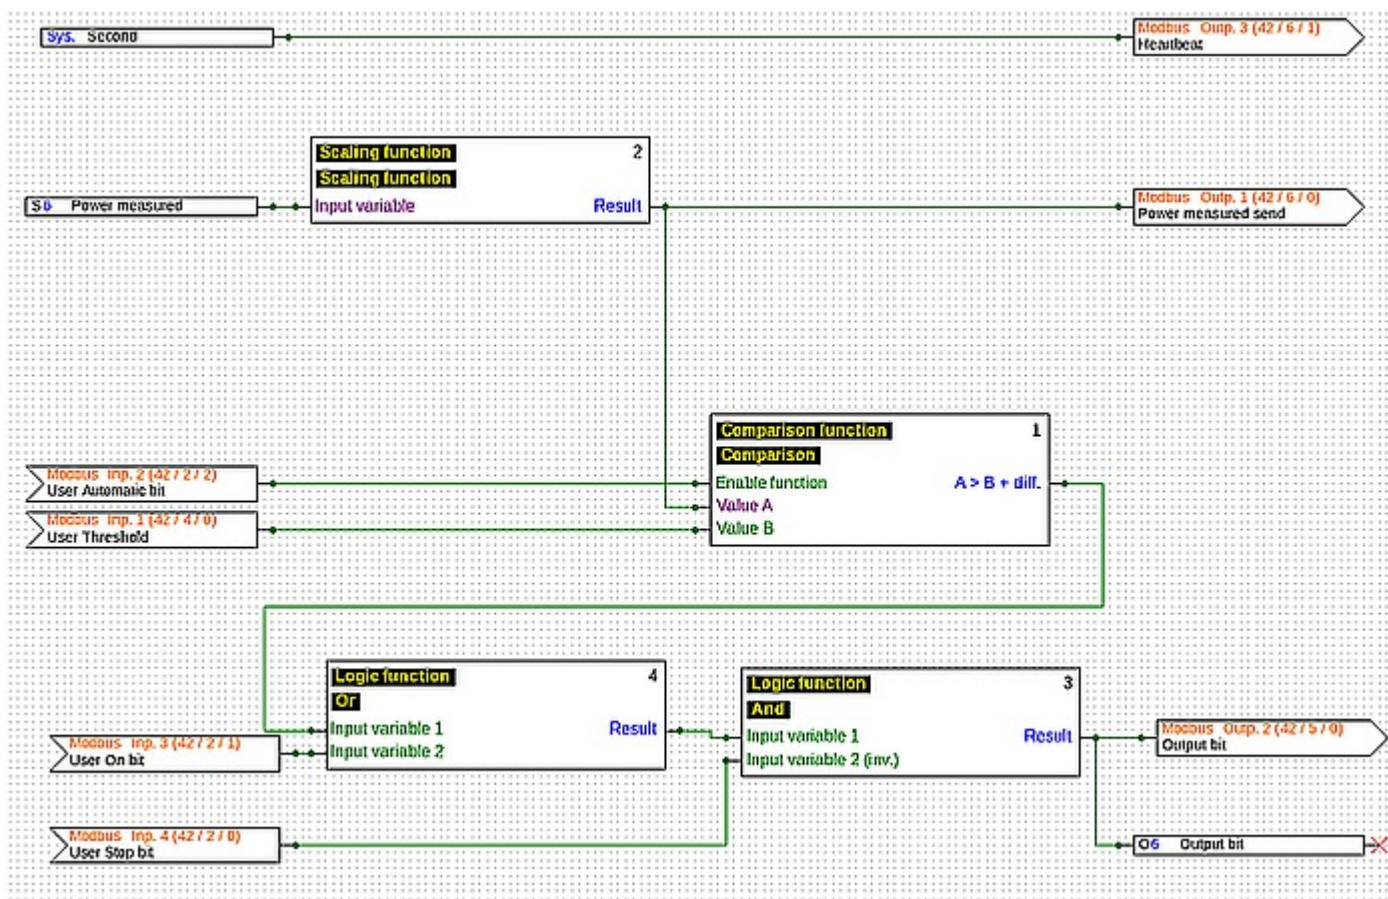 Sys. Second
Modbus Outp. 3 (42 / 6 / 1)
Heartbeat
Scaling function 2
Scaling function
S6 Power measured
Input variable Result
Modbus Outp. 1 (42 / 6 / 0)
Power measured send
Comparison function 1
Comparison
Modbus Inp. 2 (42 / 2 / 2)
User Automatic bit
Enable function A > B + diff.
Value A
Modbus Inp. 1 (42 / 4 / 0)
User Threshold
Value B
Logic function 4
Or
Input variable 1 Result
Input variable 2
Modbus Inp. 3 (42 / 2 / 1)
User On bit
Logic function 3
And
Input variable 1 Result
Input variable 2 (inv.)
Modbus Outp. 2 (42 / 5 / 0)
Output bit
Modbus Inp. 4 (42 / 2 / 0)
User Stop bit
O6 Output bit